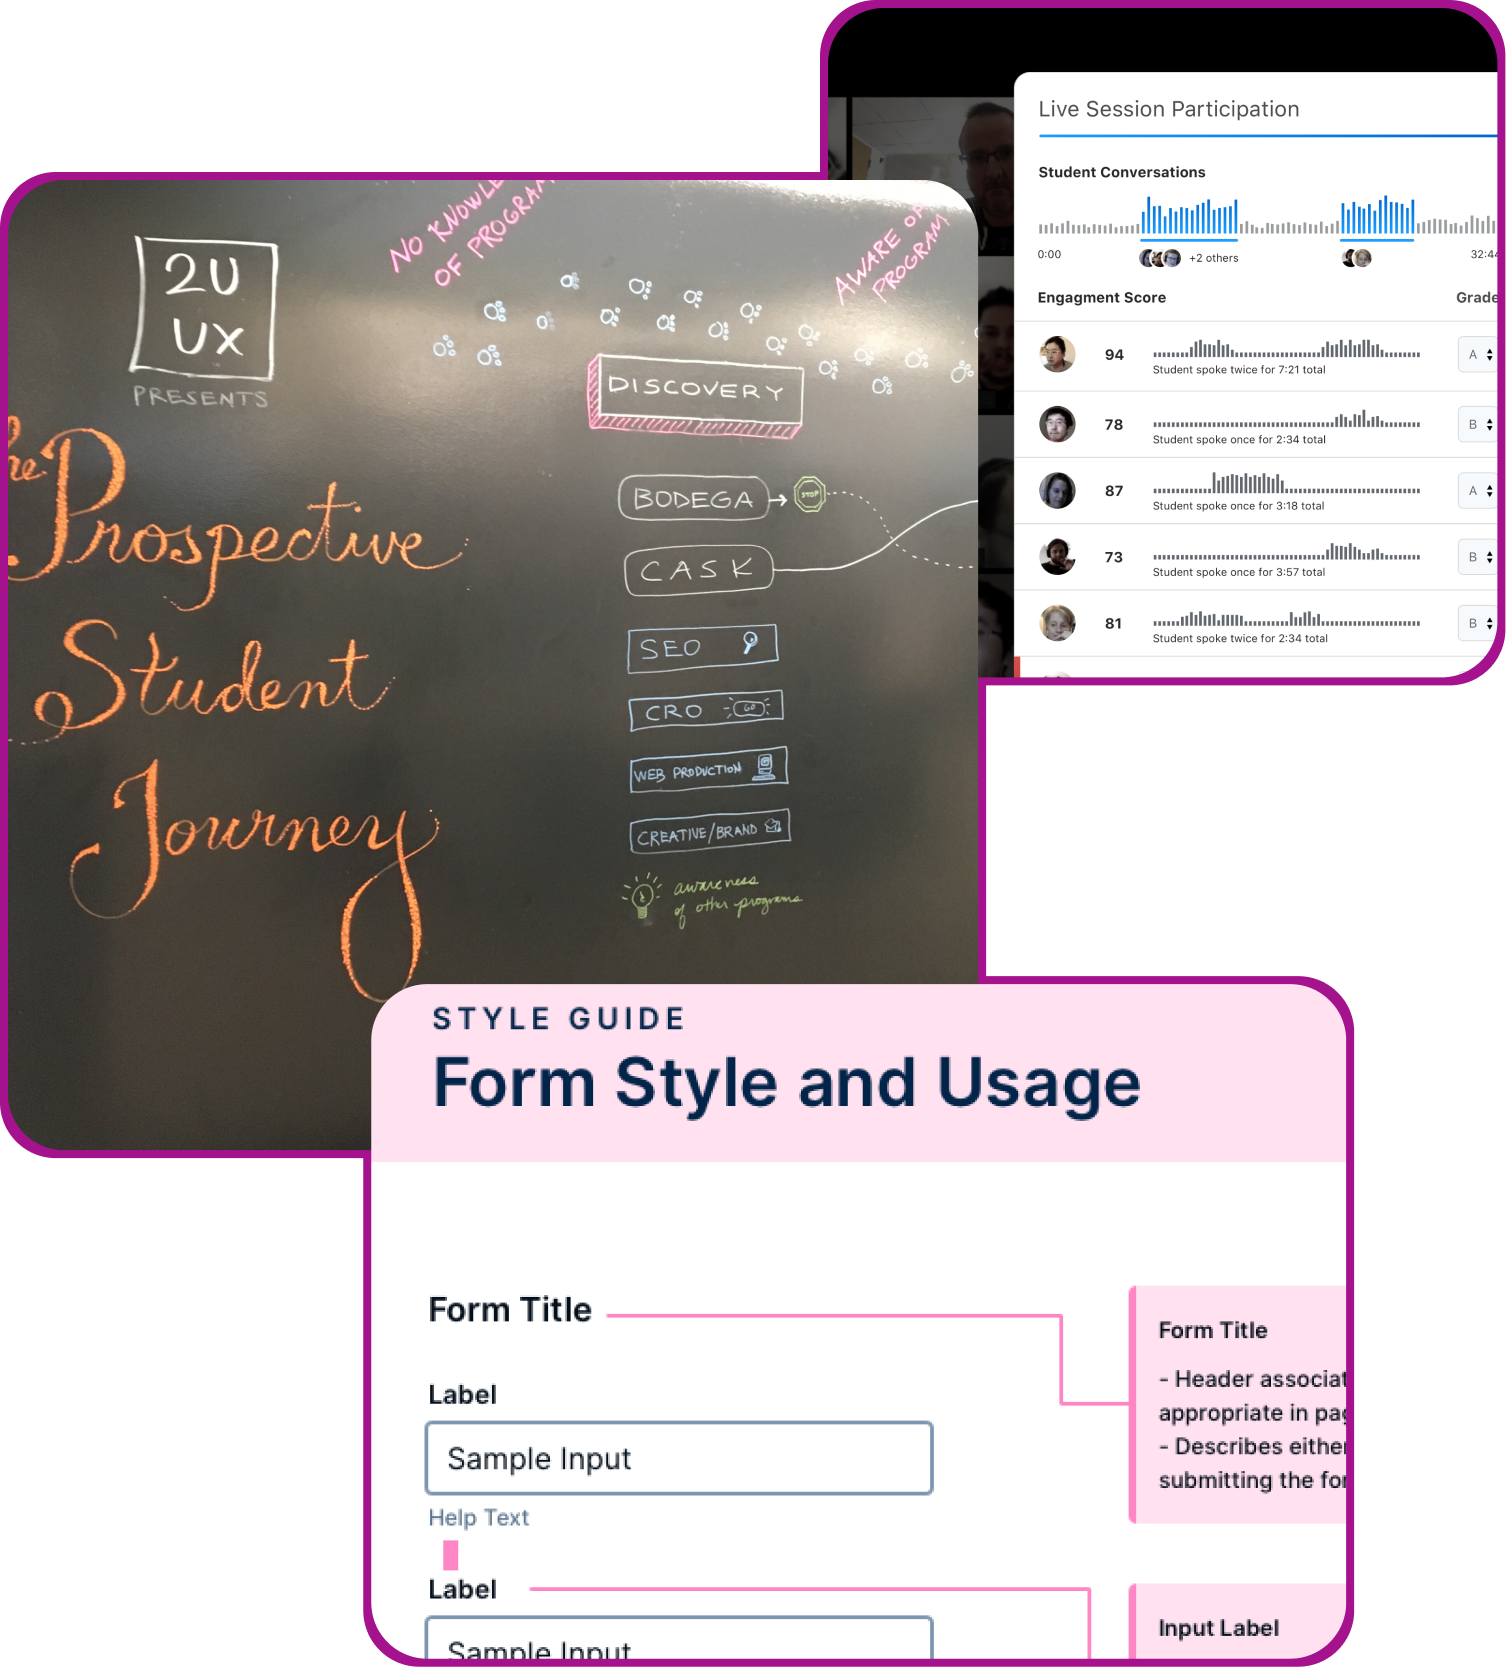 Live Session Participation
Student Conversations
0:00
+2 others
32:44
Engagment Score
Grade
94
A
Student spoke twice for 7:21 total
78
B
Student spoke once for 2:34 total
87
A
Student spoke once for 3:18 total
73
B
Student spoke once for 3:57 total
81
B
Student spoke twice for 2:34 total
2U
UX
PRESENTS
The Prospective
Student
Journey
NO KNOWLE
OF PROGRAM
AWARE OF
PROGRAM
DISCOVERY
BODEGA
STOP
CASK
SEO
CRO
GO
WEB PRODUCTION
CREATIVE/BRAND
awareness
of other programs
STYLE GUIDE
Form Style and Usage
Form Title
Label
Sample Input
Help Text
Label
Sample Input
Form Title
- Header associat
appropriate in pag
- Describes either
submitting the for
Input Label